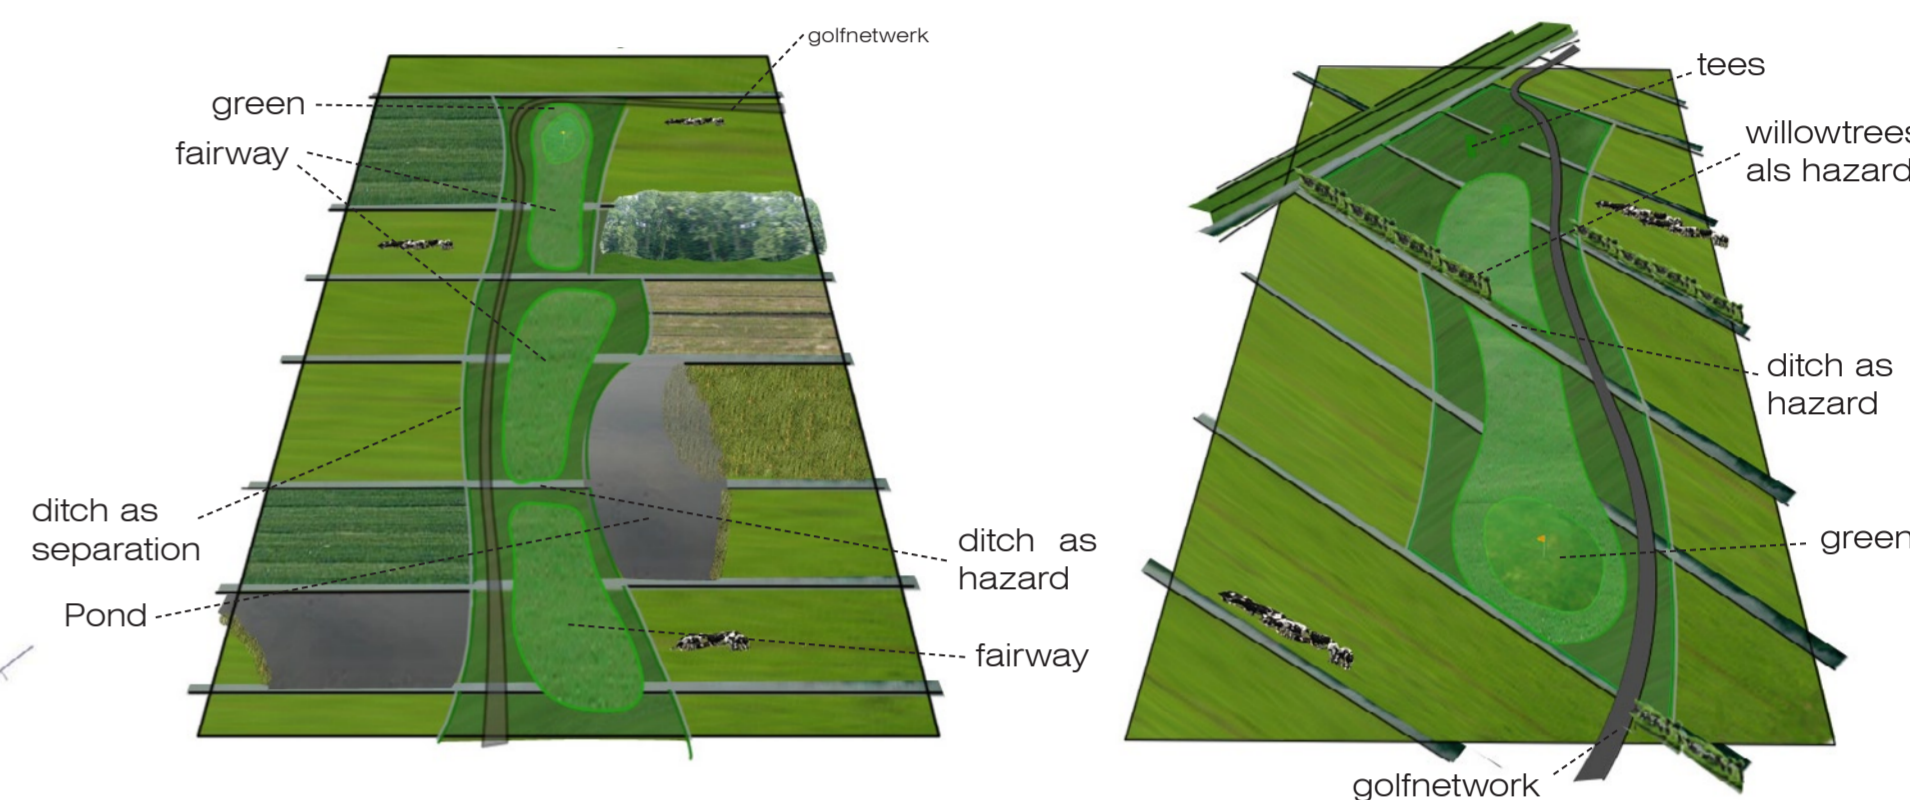 golfnetwerk
green
fairway
ditch as
separation
Pond
ditch as
hazard
fairway
tees
willowtrees
als hazard
ditch as
hazard
green
golfnetwork